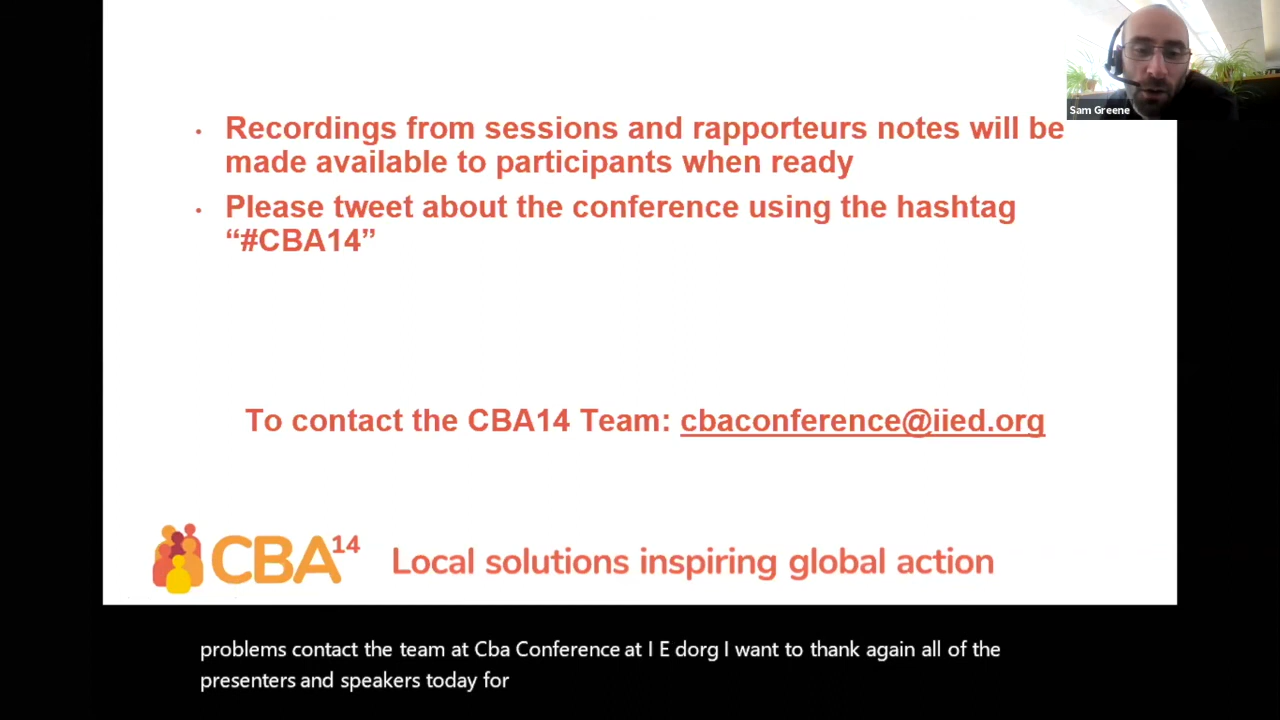 Sam Greene
• Recordings from sessions and rapporteurs notes will be
made available to participants when ready
• Please tweet about the conference using the hashtag
“#CBA14”
To contact the CBA14 Team: cbaconference@iied.org
CBA14 Local solutions inspiring global action
problems contact the team at Cba Conference at I E dorg I want to thank again all of the
presenters and speakers today for